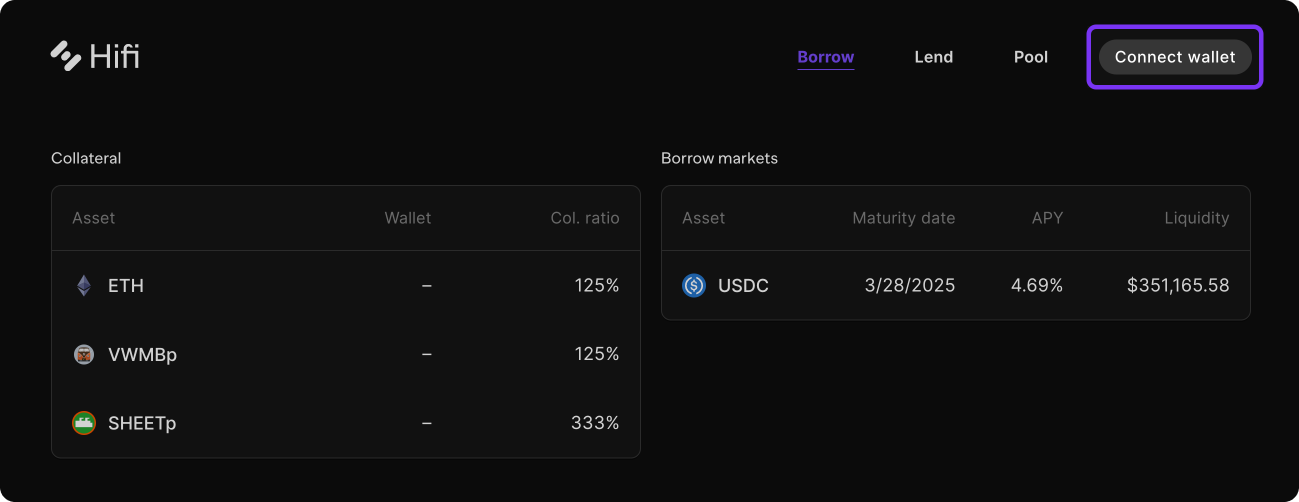 Hifi
Borrow Lend Pool Connect wallet
Collateral
Asset Wallet Col. ratio
ETH – 125%
VWMBp – 125%
SHEETp – 333%
Borrow markets
Asset Maturity date APY Liquidity
USDC 3/28/2025 4.69% $351,165.58